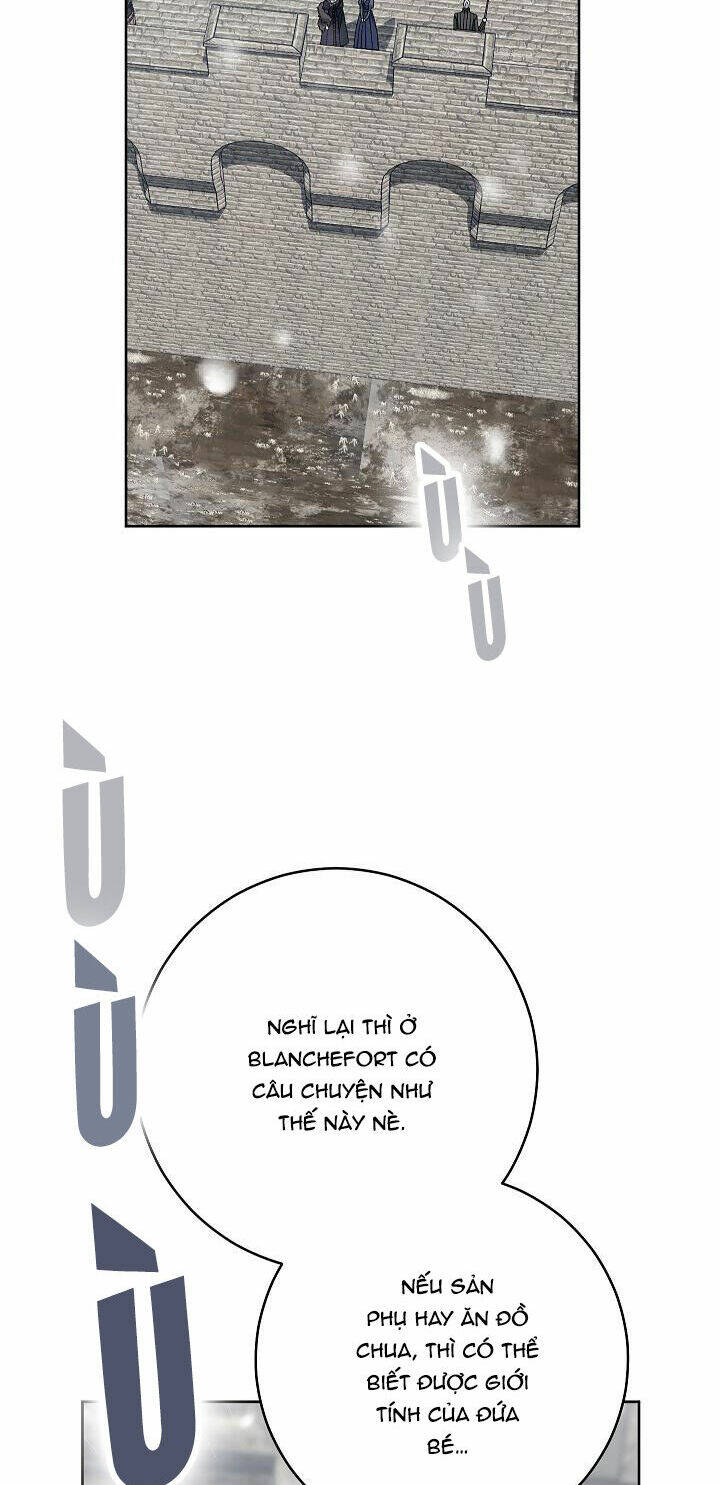 Ù
Ù
Ù
Ù
Ù
NGHĨ LẠI THÌ Ở
BLANCHEFORT CÓ
CÂU CHUYỆN NHƯ
THẾ NÀY NÈ.
NẾU SẢN
PHỤ HAY ĂN ĐỒ
CHUA, THÌ CÓ THỂ
BIẾT ĐƯỢC GIỚI
TÍNH CỦA ĐỨA
BÉ...